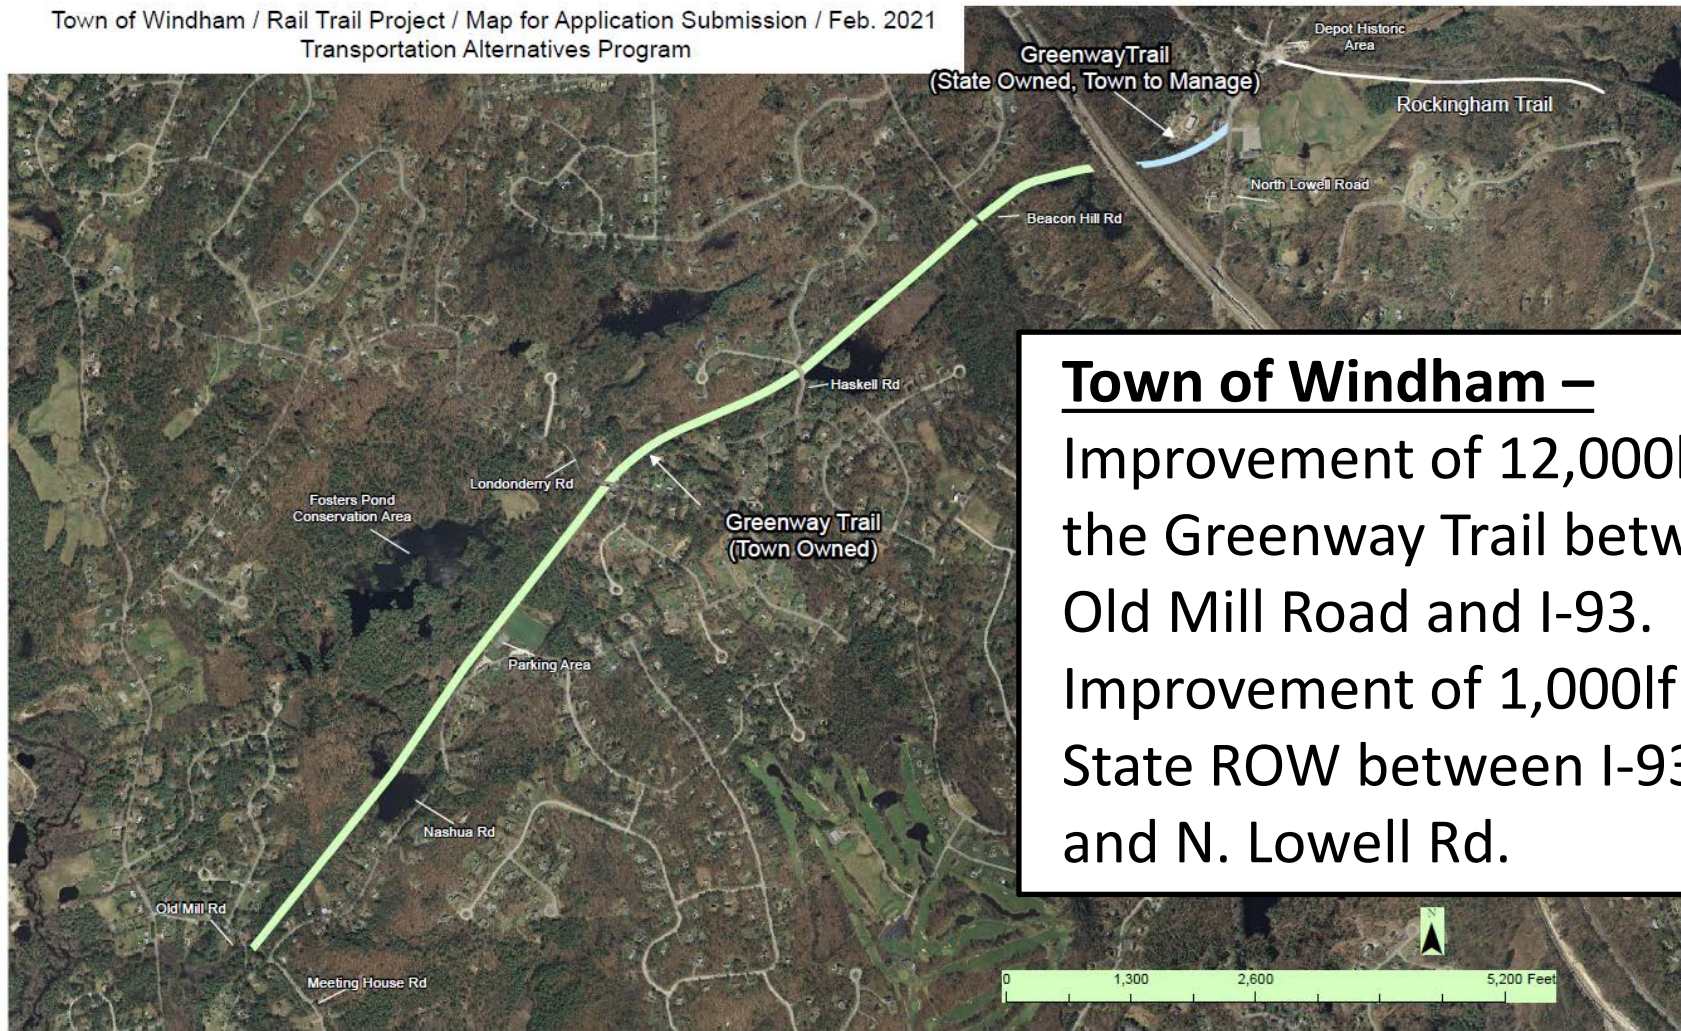 Town of Windham / Rail Trail Project / Map for Application Submission / Feb. 2021
Transportation Alternatives Program
Depot Historic
Area
GreenwayTrail
(State Owned, Town to Manage)
Rockingham Trail
North Lowell Road
Beacon Hill Rd
Haskell Rd
Londonderry Rd
Fosters Pond
Conservation Area
Greenway Trail
(Town Owned)
Parking Area
Nashua Rd
Old Mill Rd
Meeting House Rd
Town of Windham –
Improvement of 12,000l
the Greenway Trail betw
Old Mill Road and I-93.
Improvement of 1,000lf
State ROW between I-93
and N. Lowell Rd.
N
0 1,300 2,600 5,200 Feet